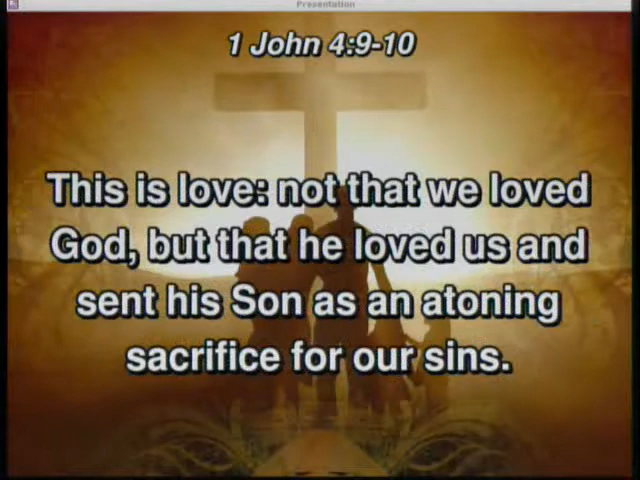 Presentation
1 John 4:9-10
This is love: not that we loved
God, but that he loved us and
sent his Son as an atoning
sacrifice for our sins.